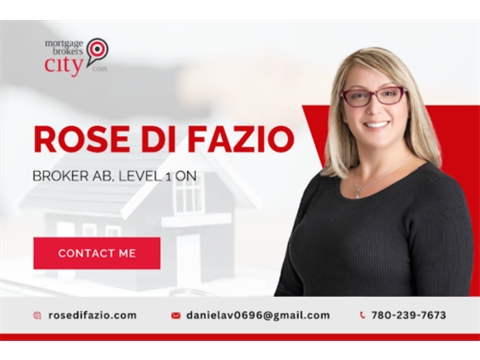 mortgage
brokers
city.com
ROSE DI FAZIO
BROKER AB, LEVEL 1 ON
CONTACT ME
rosedifazio.com
danielav0696@gmail.com
780-239-7673